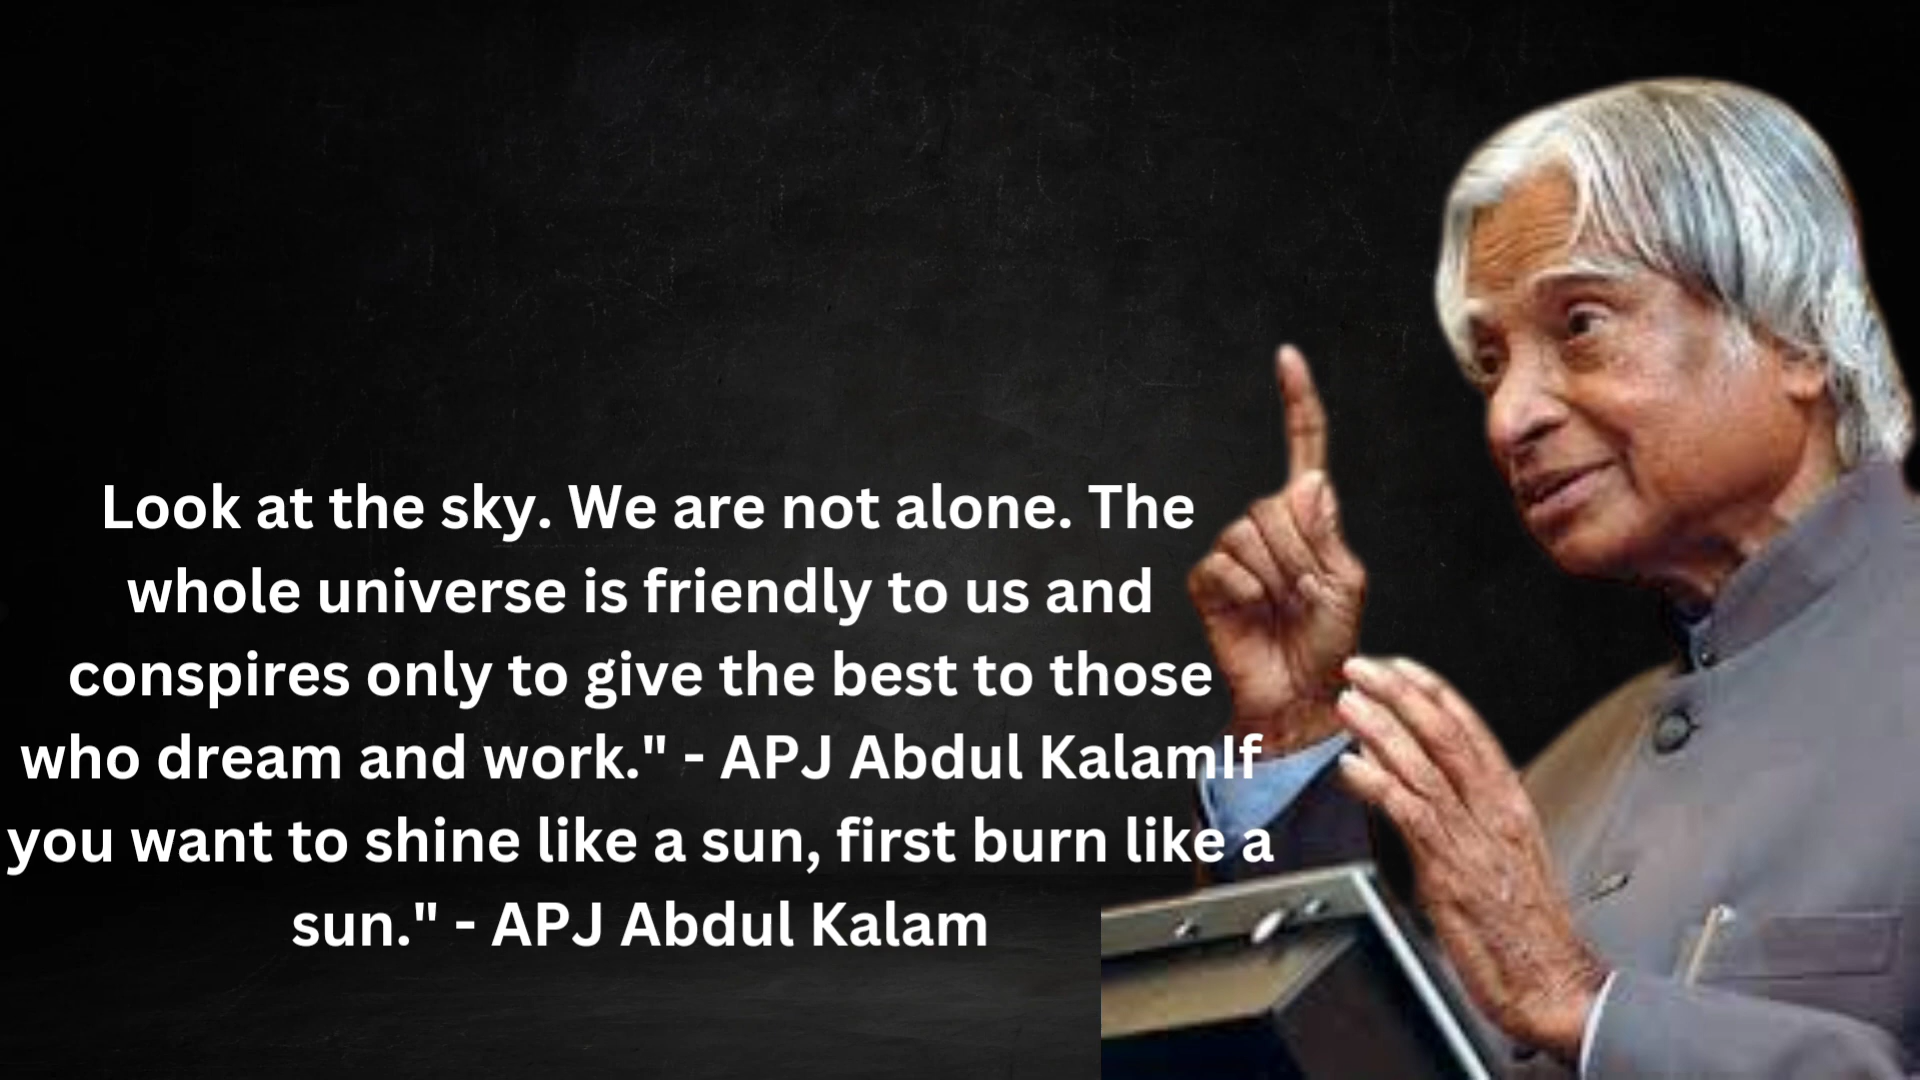 Look at the sky. We are not alone. The
whole universe is friendly to us and
conspires only to give the best to those
who dream and work." - APJ Abdul KalamIf
you want to shine like a sun, first burn like a
sun." - APJ Abdul Kalam